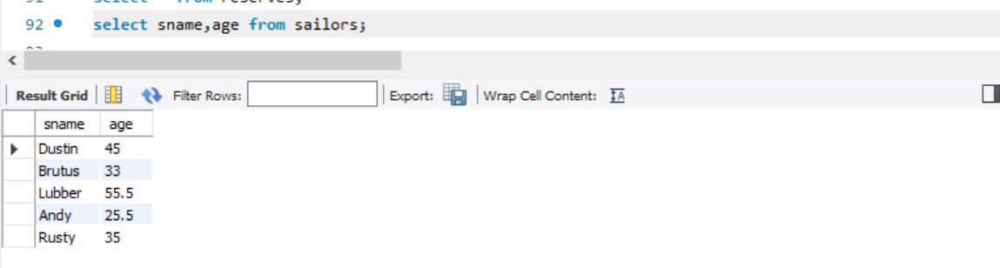 92 select sname,age from sailors;
Result Grid Filter Rows: Export: Wrap Cell Content:
sname age
Dustin 45
Brutus 33
Lubber 55.5
Andy 25.5
Rusty 35